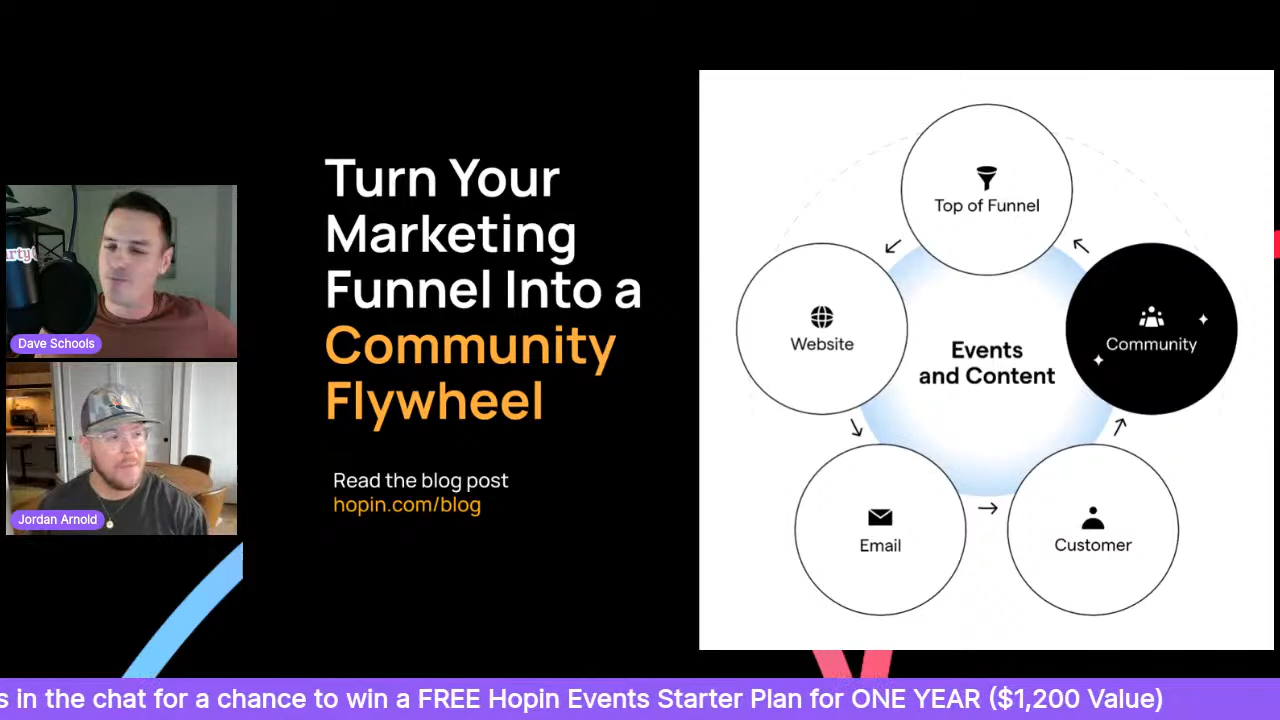 Turn Your
Marketing
Funnel Into a
Community
Flywheel
Read the blog post
hopin.com/blog
Top of Funnel
Website
Community
Events
and Content
Email
Customer
Dave Schools
Jordan Arnold
in the chat for a chance to win a FREE Hopin Events Starter Plan for ONE YEAR ($1,200 Value)